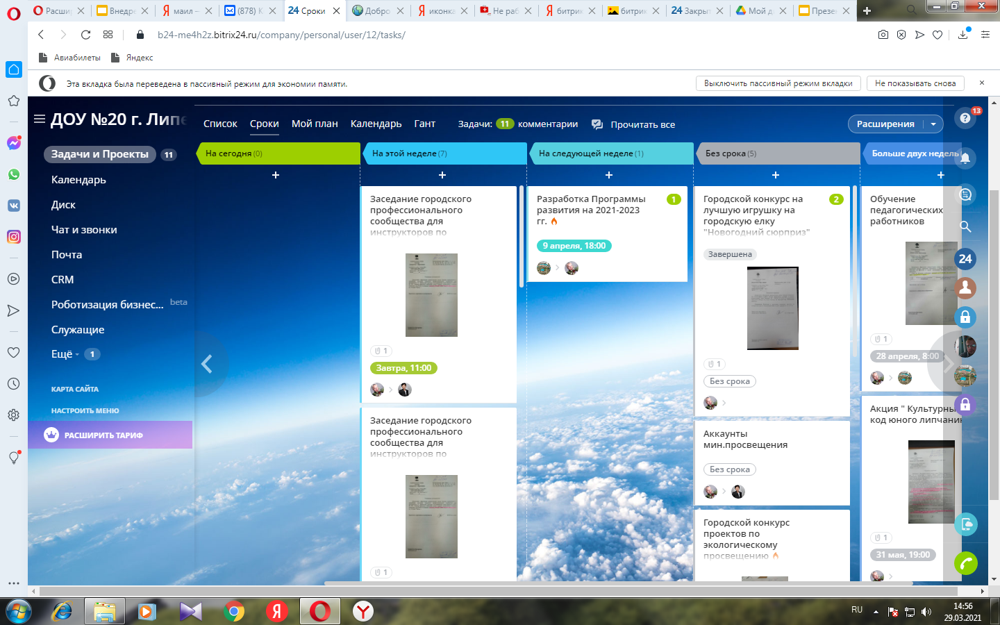 Расши
Внедре
маил –
(878) К
24 Сроки
Добро
иконка
Не раб
битрик
битрик
24 Закрыт
Мой д
Презен
b24-me4h2z.bitrix24.ru/company/personal/user/12/tasks/
Авиабилеты
Яндекс
Эта вкладка была переведена в пассивный режим для экономии памяти.
Выключить пассивный режим вкладки
Не показывать снова
ДОУ №20 г. Липе
Список
Сроки
Мой план
Календарь
Гант
Задачи: 11 комментарии
Прочитать все
Расширения
13
Задачи и Проекты 11
Календарь
Диск
Чат и звонки
Почта
CRM
Роботизация бизнес... beta
Служащие
Ещё 1
КАРТА САЙТА
НАСТРОИТЬ МЕНЮ
РАСШИРИТЬ ТАРИФ
На сегодня (0)
На этой неделе (7)
Заседание городского
профессионального
сообщества для
инструкторов по
1
Завтра, 11:00
Заседание городского
профессионального
сообщества для
инструкторов по
1
На следующей неделе (1)
Разработка Программы
развития на 2021-2023
гг.
1
9 апреля, 18:00
Без срока (5)
Городской конкурс на
лучшую игрушку на
городскую елку
"Новогодний сюрприз"
2
Завершена
1
Без срока
Аккаунты
мин.просвещения
Без срока
Городской конкурс
проектов по
экологическому
просвещению
Больше двух недель
Обучение
педагогических
работников
1
28 апреля, 8:00
Акция " Культурны
код юного липчани
1
31 мая, 19:00
24
RU
14:56
29.03.2021